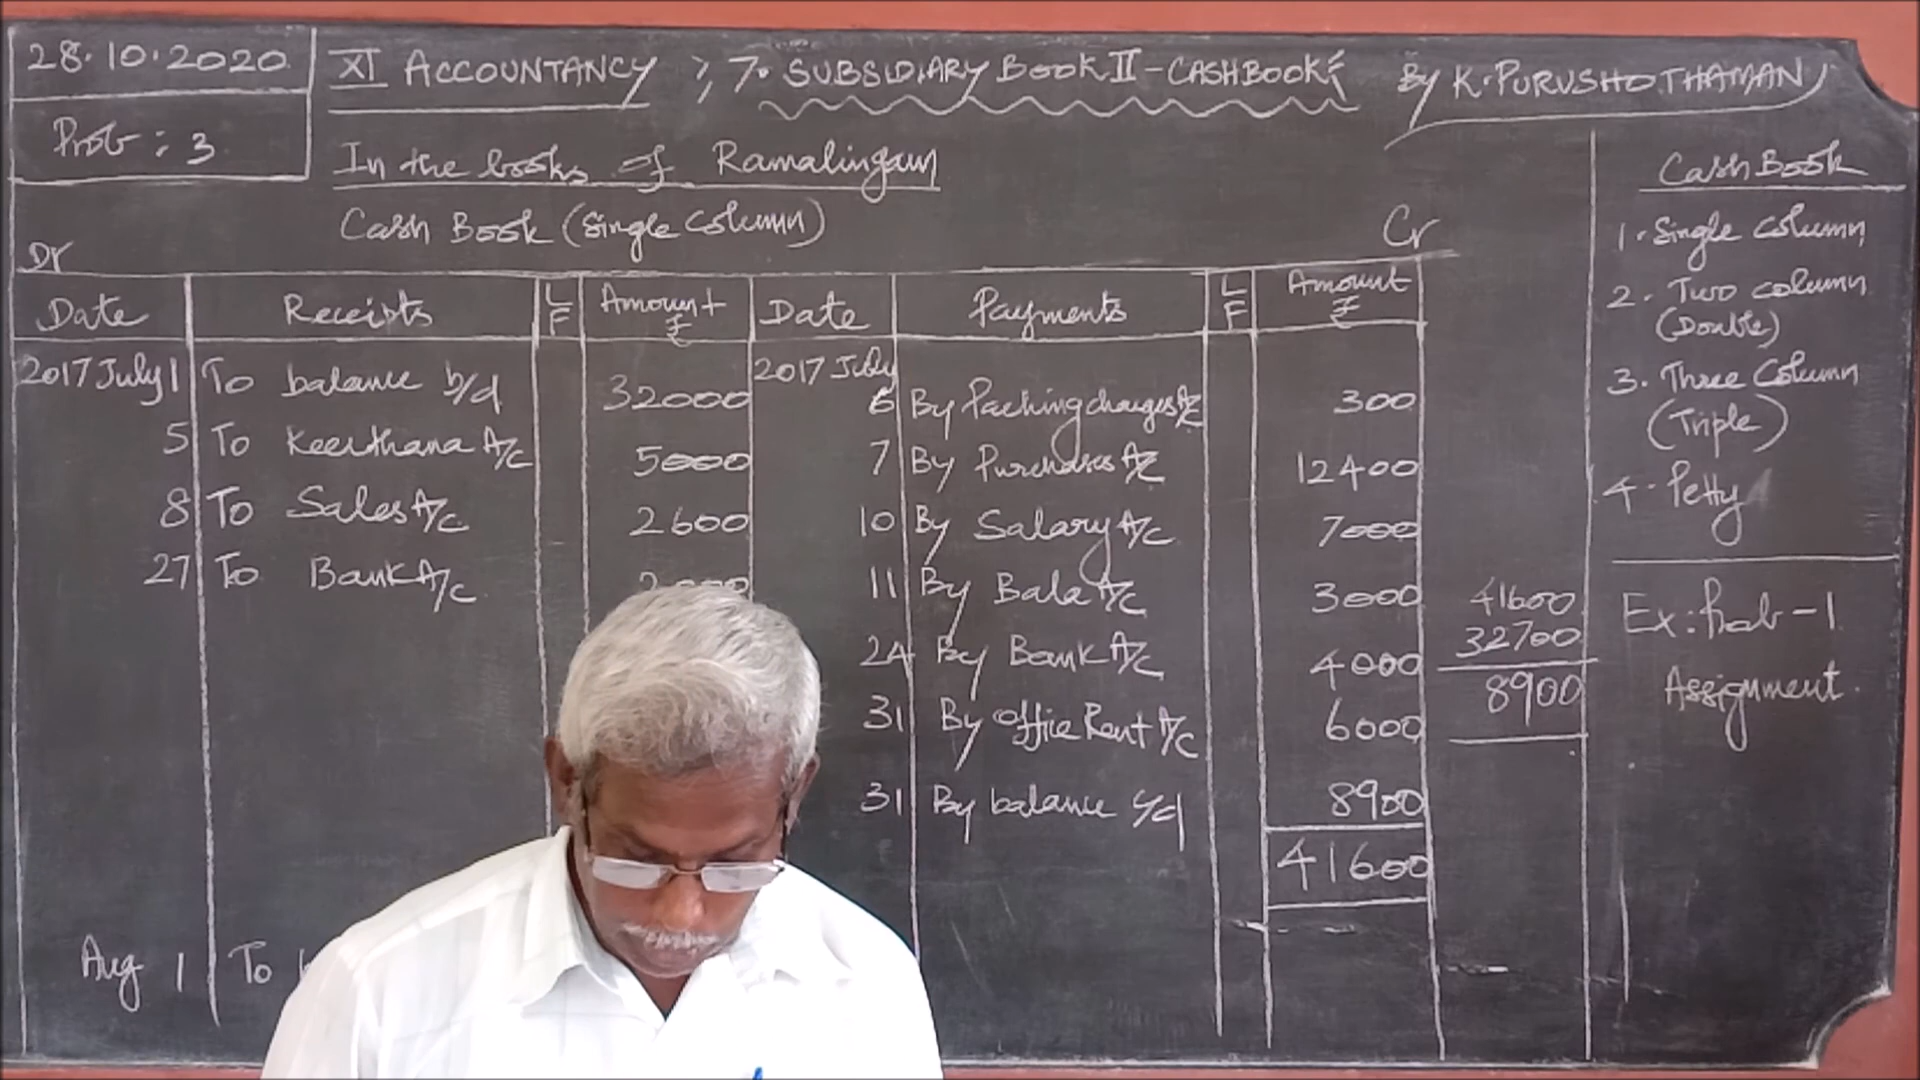 28.10.2020
XI ACCOUNTANCY ; 7. SUBSIDIARY BOOK II - CASHBOOK By K. PURUSHOTHAMAN
Prob : 3
In the books of Ramalingam
Cash Book (Single Column)
Dr Cr
Date Receipts LF Amount ₹ Date Payments LF Amount ₹
2017 July 1 To balance b/d 32000 2017 July
6 By Packing charges A/c 300
5 To Keerthana A/c 5000 7 By Purchases A/c 12400
8 To Sales A/c 2600 10 By Salary A/c 7000
27 To Bank A/c 2000 11 By Bala A/c 3000
24 By Bank A/c 4000
31 By office Rent A/c 6000
31 By balance c/d 8900
41600
Aug 1 To
41600
32700
8900
Cash Book
1. Single Column
2. Two column
(Double)
3. Three Column
(Triple)
4. Petty
Ex: Prob - 1
Assignment